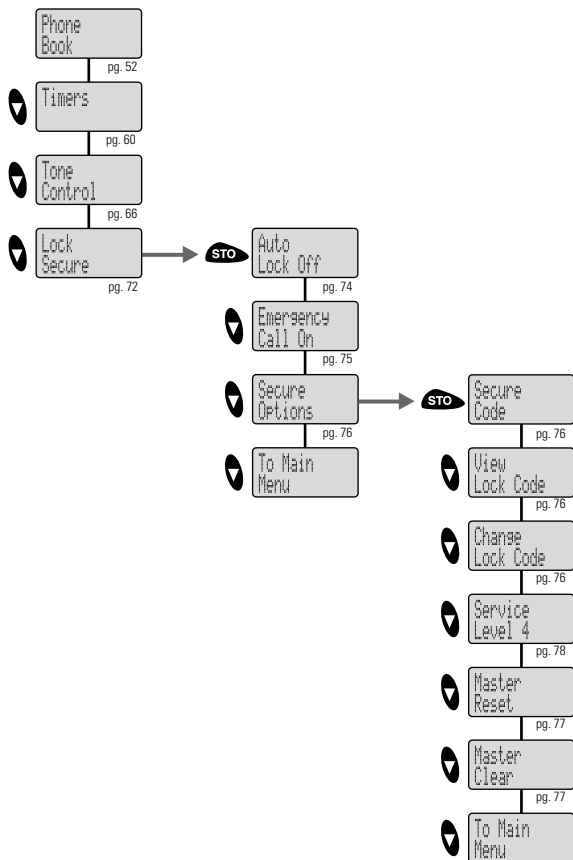 Phone
Book
pg. 52
Timers
pg. 60
Tone
Control
pg. 66
Lock
Secure
pg. 72
STO
Auto
Lock Off
pg. 74
Emergency
Call On
pg. 75
Secure
Options
pg. 76
To Main
Menu
STO
Secure
Code
pg. 76
View
Lock Code
pg. 76
Change
Lock Code
pg. 76
Service
Level 4
pg. 78
Master
Reset
pg. 77
Master
Clear
pg. 77
To Main
Menu